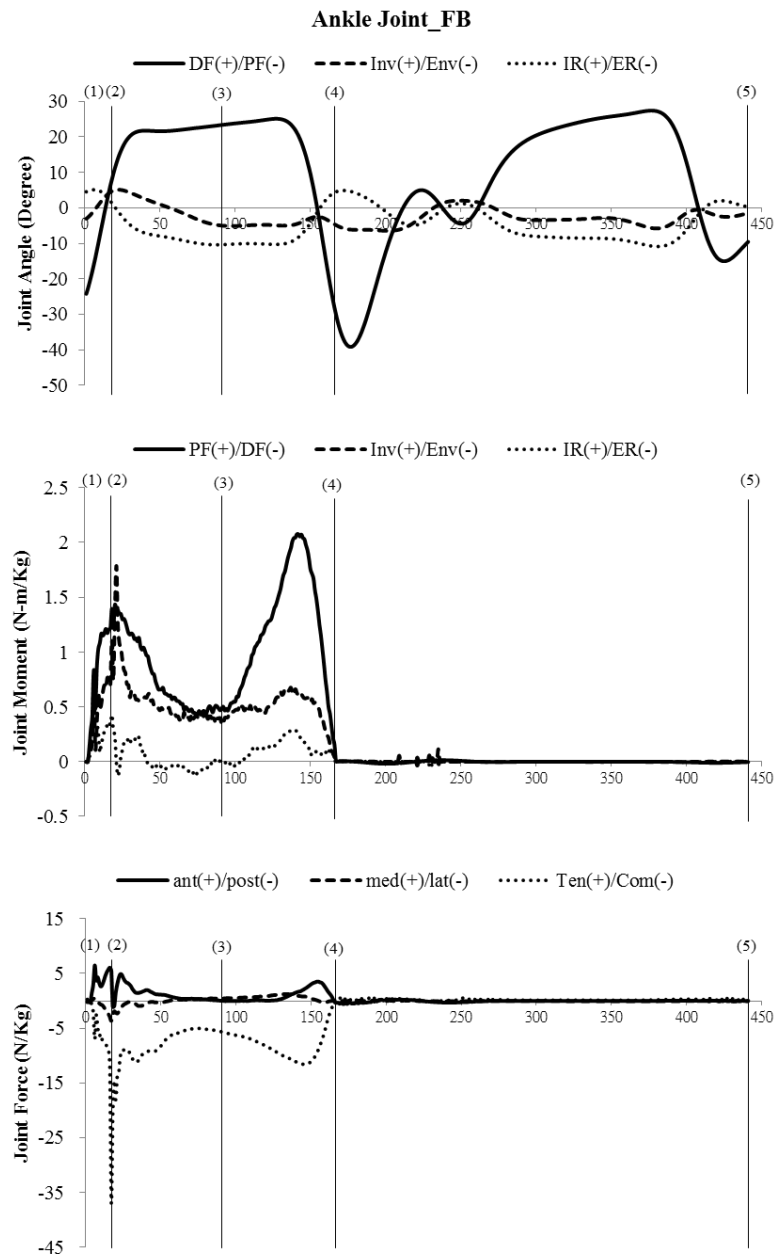 Ankle Joint_FB
DF(+)/PF(-) Inv(+)/Env(-) IR(+)/ER(-)
(1) (2) (3) (4) (5)
30
20
10
0
-10
-20
-30
-40
-50
0 50 100 150 200 250 300 350 400 450
Joint Angle (Degree)
PF(+)/DF(-) Inv(+)/Env(-) IR(+)/ER(-)
(1) (2) (3) (4) (5)
2.5
2
1.5
1
0.5
0
-0.5
0 50 100 150 200 250 300 350 400 450
Joint Moment (N-m/Kg)
ant(+)/post(-) med(+)/lat(-) Ten(+)/Com(-)
(1) (2) (3) (4) (5)
15
5
-5
-15
-25
-35
-45
0 50 100 150 200 250 300 350 400 450
Joint Force (N/Kg)